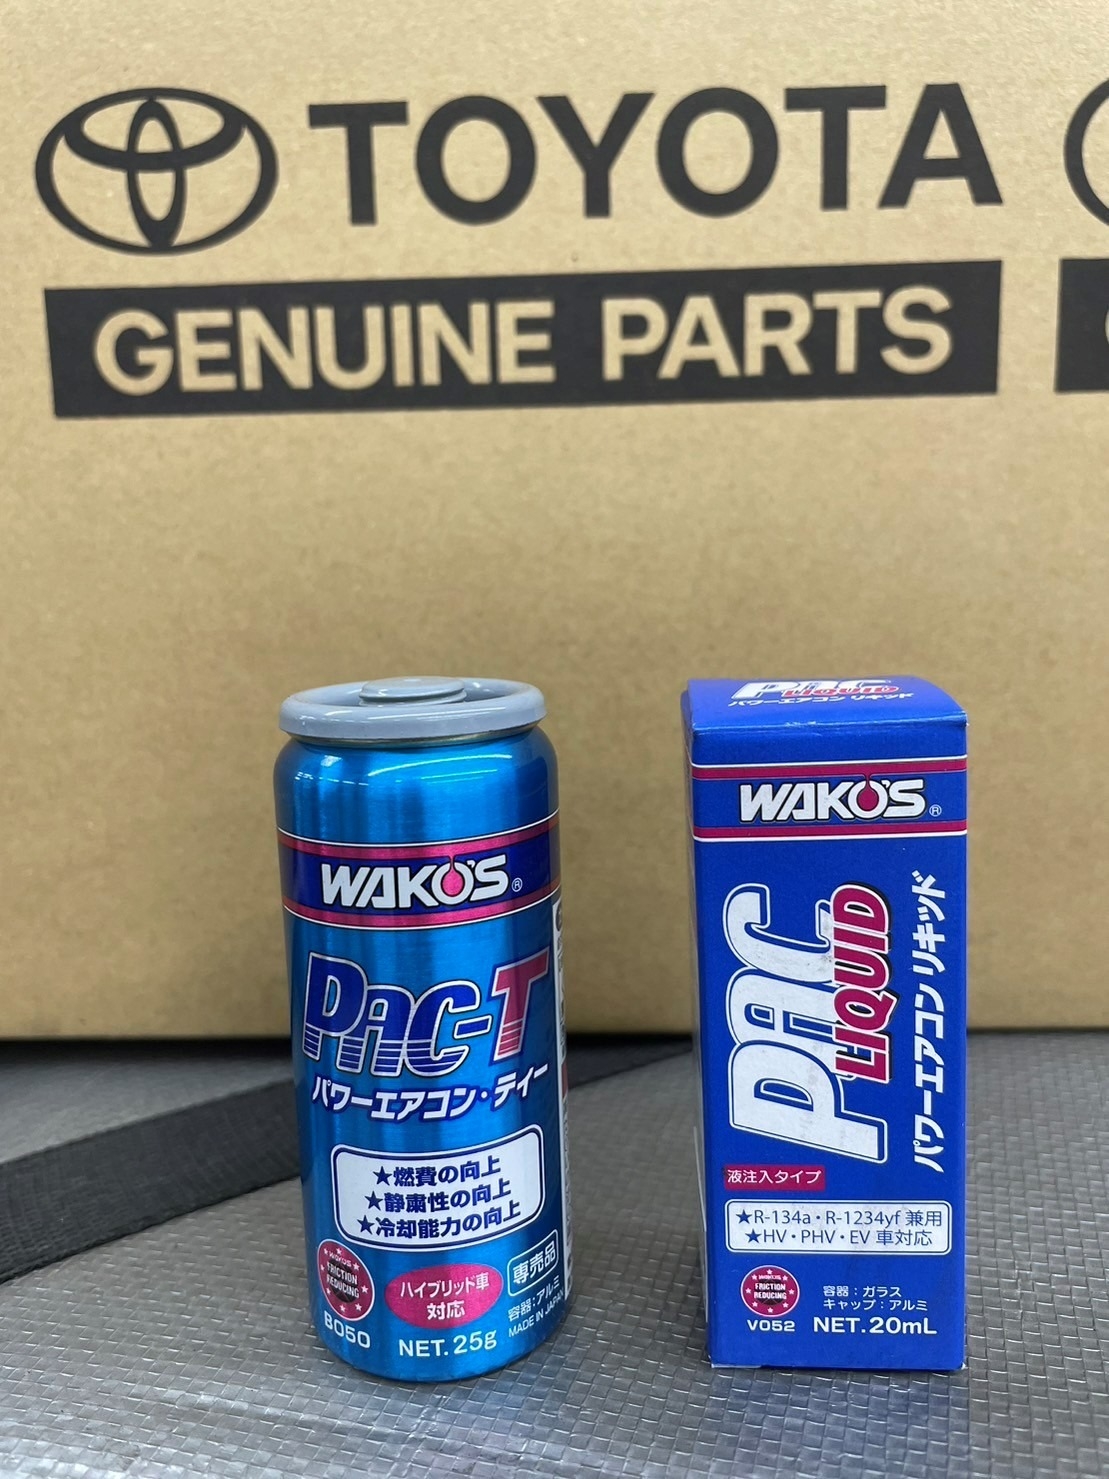 TOYOTA
GENUINE PARTS
WAKO'S®
PAC-T
パワーエアコン・ティー
★燃費の向上
★静粛性の向上
★冷却能力の向上
WAKO'S
FRICTION
REDUCING
B050
ハイブリッド車
対応
専売品
容器：アルミ
MADE IN JAPAN
NET.25g
PAC LIQUID
パワーエアコン リキッド
WAKO'S®
PAC
LIQUID
パワーエアコン リキッド
液注入タイプ
★R-134a・R-1234yf 兼用
★HV・PHV・EV 車対応
WAKO'S
FRICTION
REDUCING
V052
容器：ガラス
キャップ：アルミ
NET.20mL